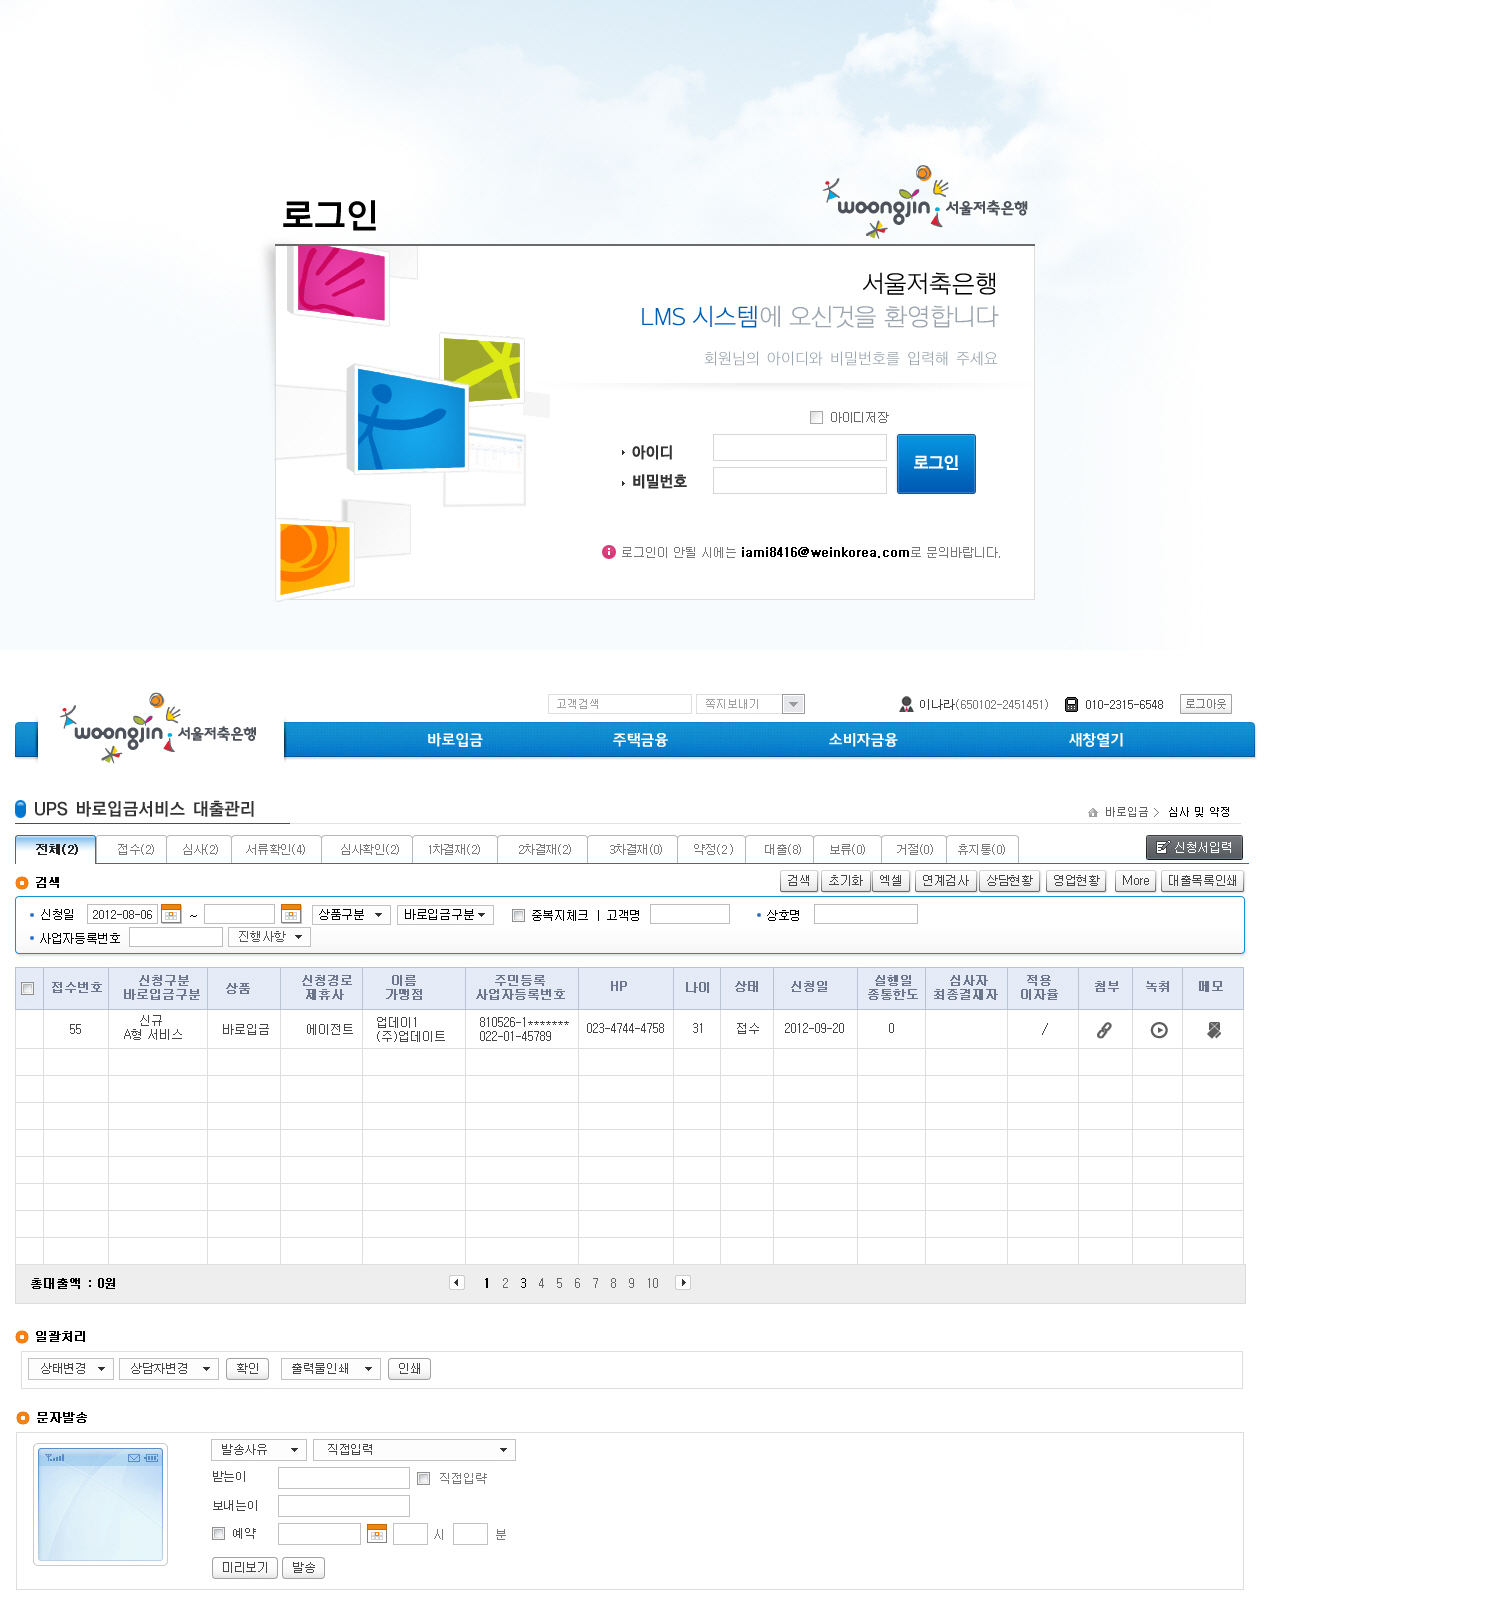 로그인
woongjin 서울저축은행
서울저축은행
LMS 시스템에 오신것을 환영합니다
회원님의 아이디와 비밀번호를 입력해 주세요
아이디저장
아이디
비밀번호
로그인
로그인이 안될 시에는 iami8416@weinkorea.com로 문의바랍니다.
woongjin 서울저축은행
고객검색 쪽지보내기 이나라(650102-2451451) 010-2315-6548 로그아웃
바로입금 주택금융 소비자금융 새창열기
UPS 바로입금서비스 대출관리
바로입금 > 심사 및 약정
전체(2) 접수(2) 심사(2) 서류확인(4) 심사확인(2) 1차결재(2) 2차결재(2) 3차결재(0) 약정(2) 대출(8) 보류(0) 거절(0) 휴지통(0) 신청서입력
검색 검색 초기화 엑셀 연계검사 상담현황 영업현황 More 대출목록인쇄
신청일 2012-08-06 ~ 상품구분 바로입금구분 중복지체크 | 고객명 상호명
사업자등록번호 진행사항
접수번호 신청구분 바로입금구분 상품 신청경로 제휴사 이름 가맹점 주민등록 사업자등록번호 HP 나이 상태 신청일 실행일 종통한도 심사자 최종결재자 적용 이자율 첨부 녹취 메모
55 신규 A형 서비스 바로입금 에이전트 업데이1 (주)업데이트 810526-1******* 022-01-45789 023-4744-4758 31 접수 2012-09-20 0 /
총대출액 : 0원 1 2 3 4 5 6 7 8 9 10
일괄처리
상태변경 상담자변경 확인 출력물인쇄 인쇄
문자발송
발송사유 직접입력
받는이 직접입략
보내는이
예약 시 분
미리보기 발송